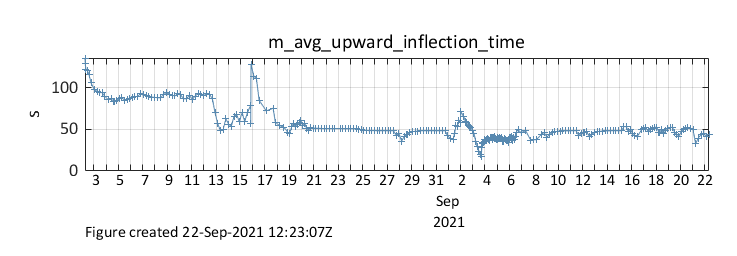 m_avg_upward_inflection_time
s
100
50
0
3 5 7 9 11 13 15 17 19 21 23 25 27 29 31 2 4 6 8 10 12 14 16 18 20 22
Sep
2021
Figure created 22-Sep-2021 12:23:07Z